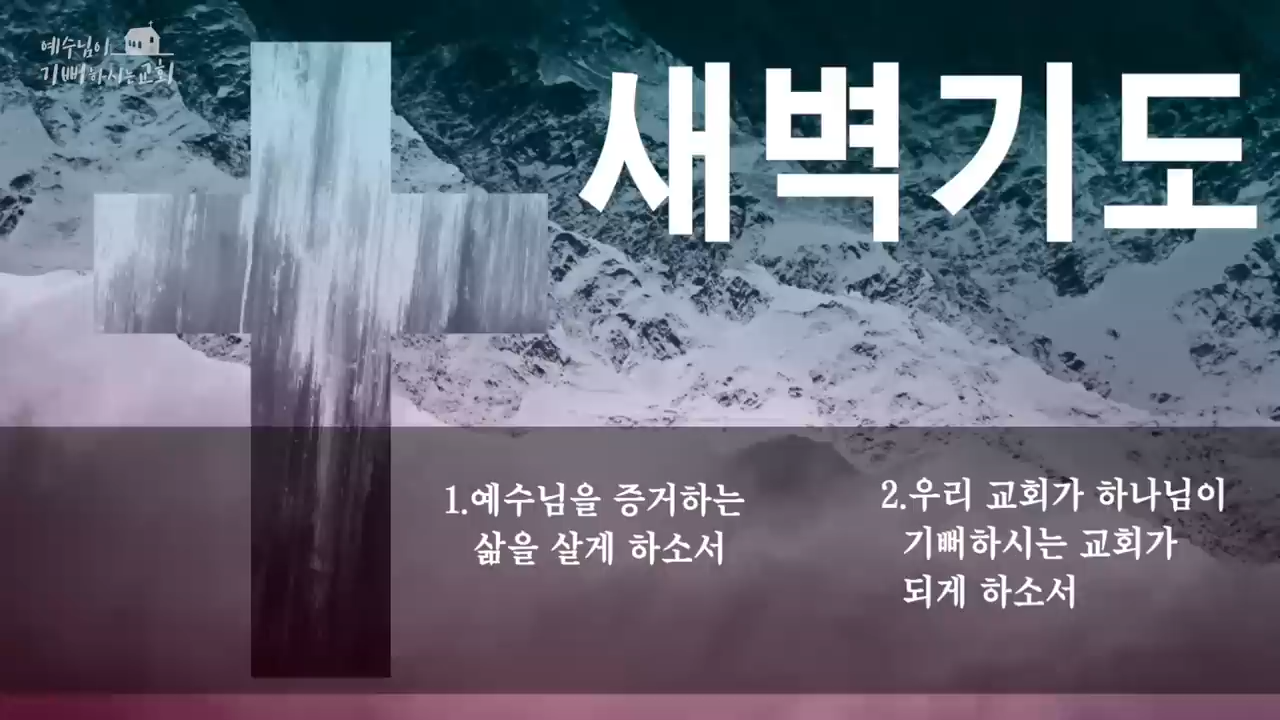 예수님이
기뻐하시는교회
새벽기도
1.예수님을 증거하는
삶을 살게 하소서
2.우리 교회가 하나님이
기뻐하시는 교회가
되게 하소서